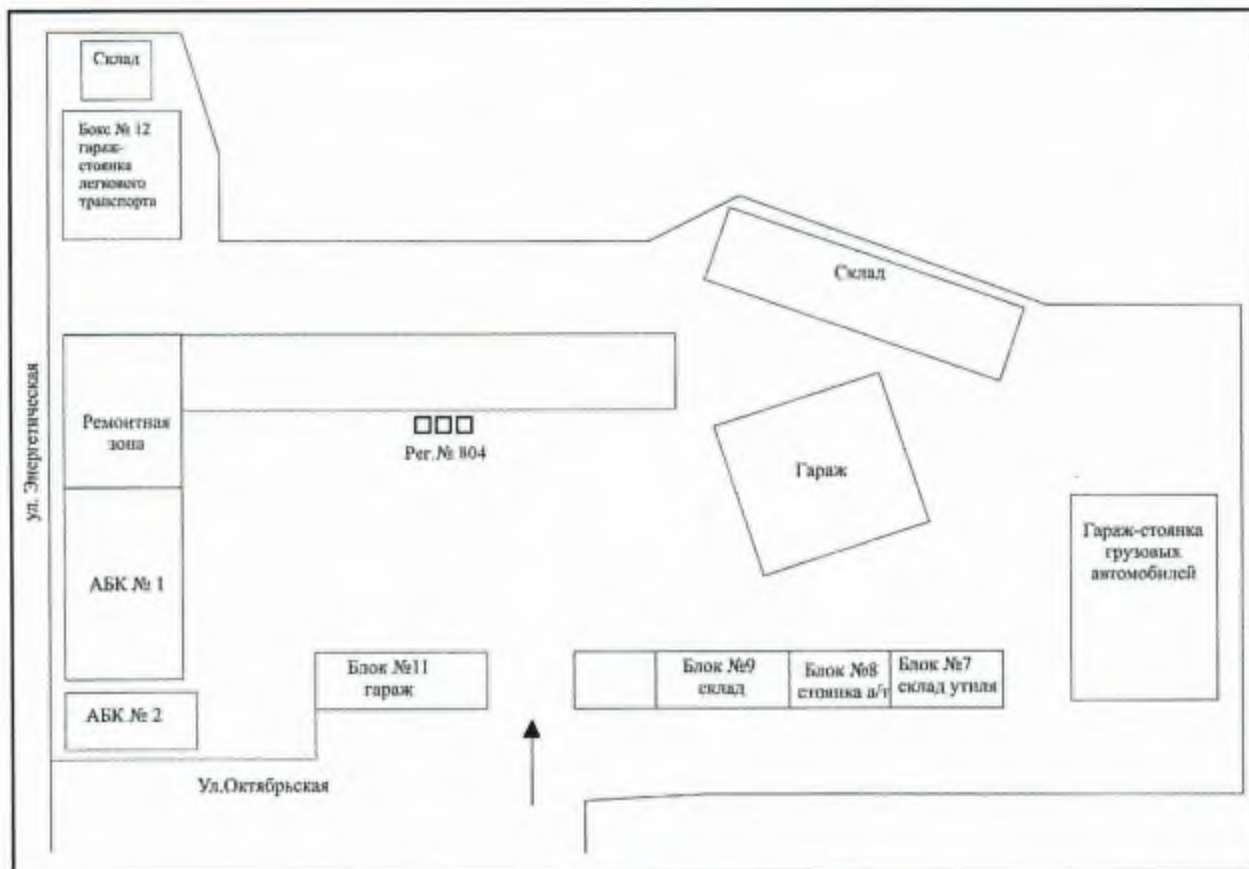 Склад
Бокс № 12
гараж-
стоянка
легкового
транспорта
Склад
ул. Энергетическая
Ремонтная
зона
Рег.№ 804
Гараж
Гараж-стоянка
грузовых
автомобилей
АБК № 1
Блок №11
гараж
Блок №9
склад
Блок №8
стоянка а/т
Блок №7
склад утиля
АБК № 2
Ул.Октябрьская